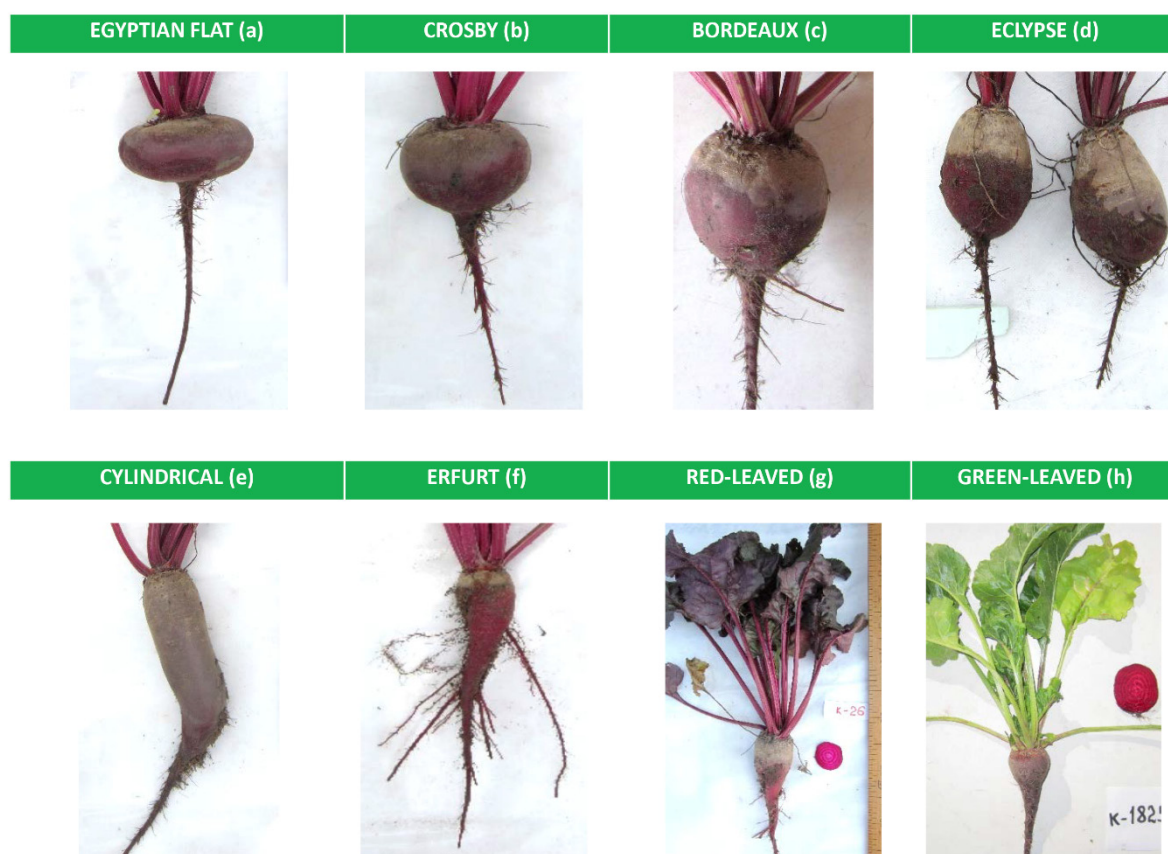 EGYPTIAN FLAT (a)
CROSBY (b)
BORDEAUX (c)
ECLYPSE (d)
CYLINDRICAL (e)
ERFURT (f)
RED-LEAVED (g)
GREEN-LEAVED (h)
K-26
K-182